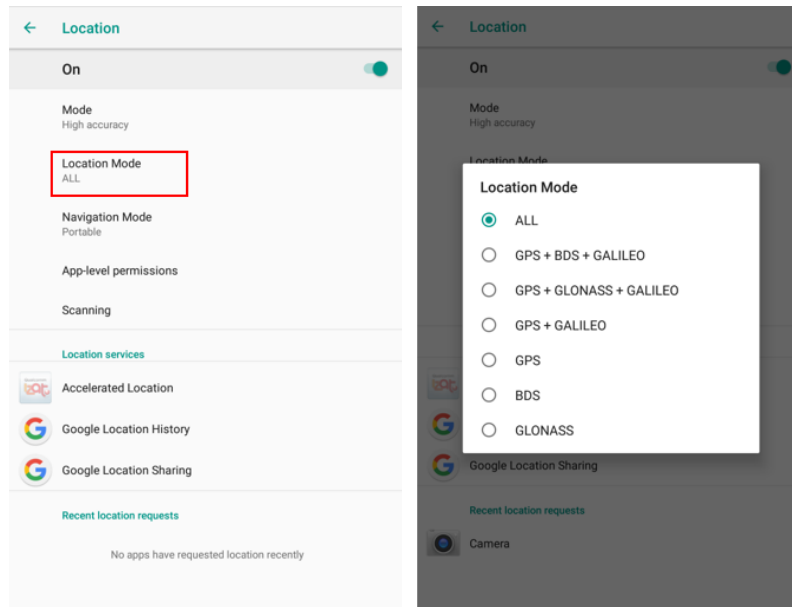 Location
On
Mode
High accuracy
Location Mode
ALL
Navigation Mode
Portable
App-level permissions
Scanning
Location services
Accelerated Location
Google Location History
Google Location Sharing
Recent location requests
No apps have requested location recently
Location
On
Mode
High accuracy
Location Mode
Location Mode
ALL
GPS + BDS + GALILEO
GPS + GLONASS + GALILEO
GPS + GALILEO
GPS
BDS
GLONASS
Google Location Sharing
Recent location requests
Camera